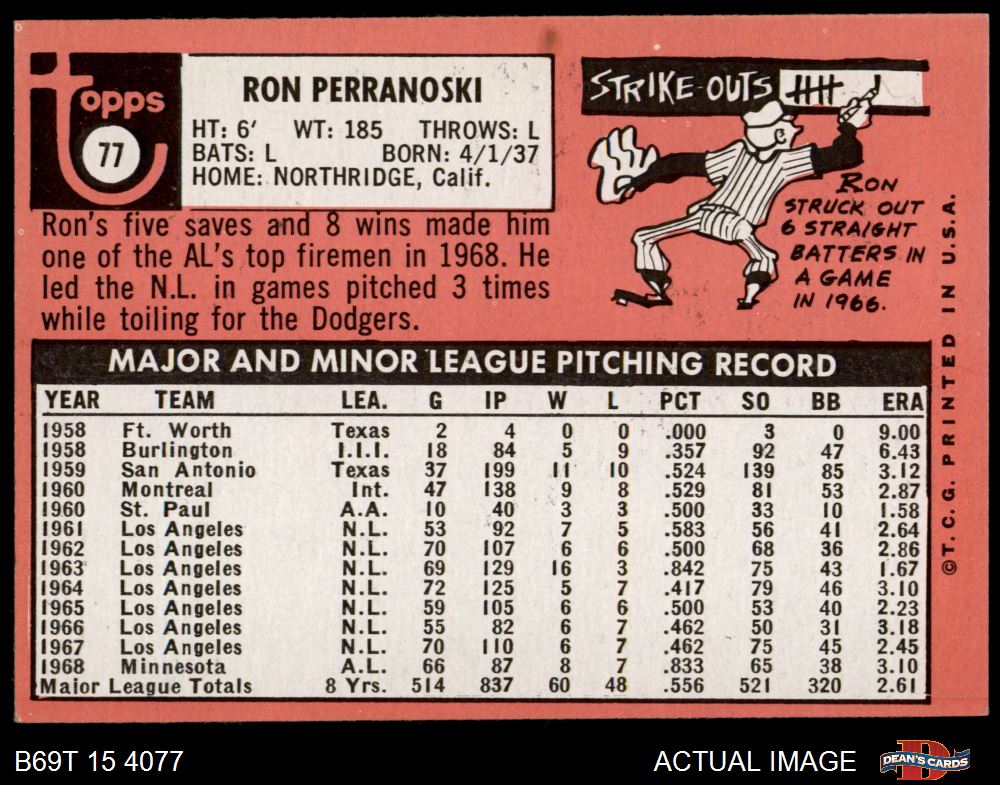 topps
77
RON PERRANOSKI
HT: 6' WT: 185 THROWS: L
BATS: L BORN: 4/1/37
HOME: NORTHRIDGE, Calif.
Ron's five saves and 8 wins made him
one of the AL's top firemen in 1968. He
led the N.L. in games pitched 3 times
while toiling for the Dodgers.
STRIKE-OUTS
RON
STRUCK OUT
6 STRAIGHT
BATTERS IN
A GAME
IN 1966.
MAJOR AND MINOR LEAGUE PITCHING RECORD
YEAR TEAM LEA. G IP W L PCT SO BB ERA
1958 Ft. Worth Texas 2 4 0 0 .000 3 0 9.00
1958 Burlington I.I.I. 18 84 5 9 .357 92 47 6.43
1959 San Antonio Texas 37 199 11 10 .524 139 85 3.12
1960 Montreal Int. 47 138 9 8 .529 81 53 2.87
1960 St. Paul A.A. 10 40 3 3 .500 33 10 1.58
1961 Los Angeles N.L. 53 92 7 5 .583 56 41 2.64
1962 Los Angeles N.L. 70 107 6 6 .500 68 36 2.86
1963 Los Angeles N.L. 69 129 16 3 .842 75 43 1.67
1964 Los Angeles N.L. 72 125 5 7 .417 79 46 3.10
1965 Los Angeles N.L. 59 105 6 6 .500 53 40 2.23
1966 Los Angeles N.L. 55 82 6 7 .462 50 31 3.18
1967 Los Angeles N.L. 70 110 6 7 .462 75 45 2.45
1968 Minnesota A.L. 66 87 8 7 .833 65 38 3.10
Major League Totals 8 Yrs. 514 837 60 48 .556 521 320 2.61
©T.C.G. PRINTED IN U.S.A.
B69T 15 4077
ACTUAL IMAGE
D
DEAN'S CARDS